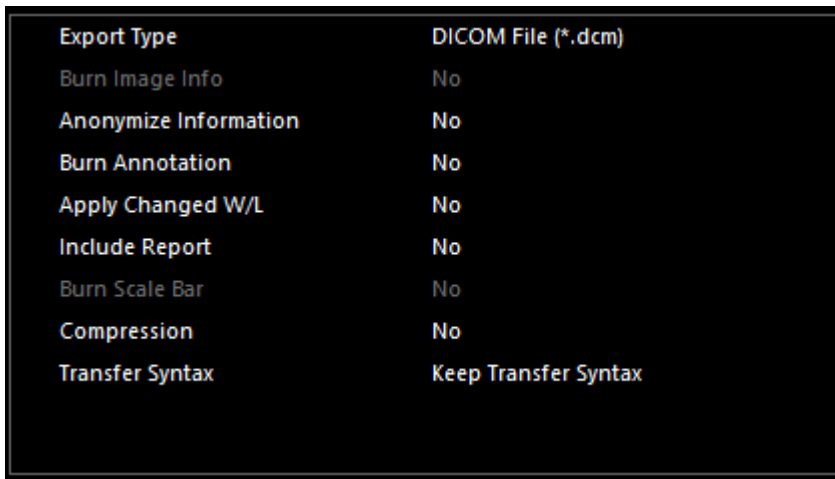 Export Type DICOM File (*.dcm)
Burn Image Info No
Anonymize Information No
Burn Annotation No
Apply Changed W/L No
Include Report No
Burn Scale Bar No
Compression No
Transfer Syntax Keep Transfer Syntax